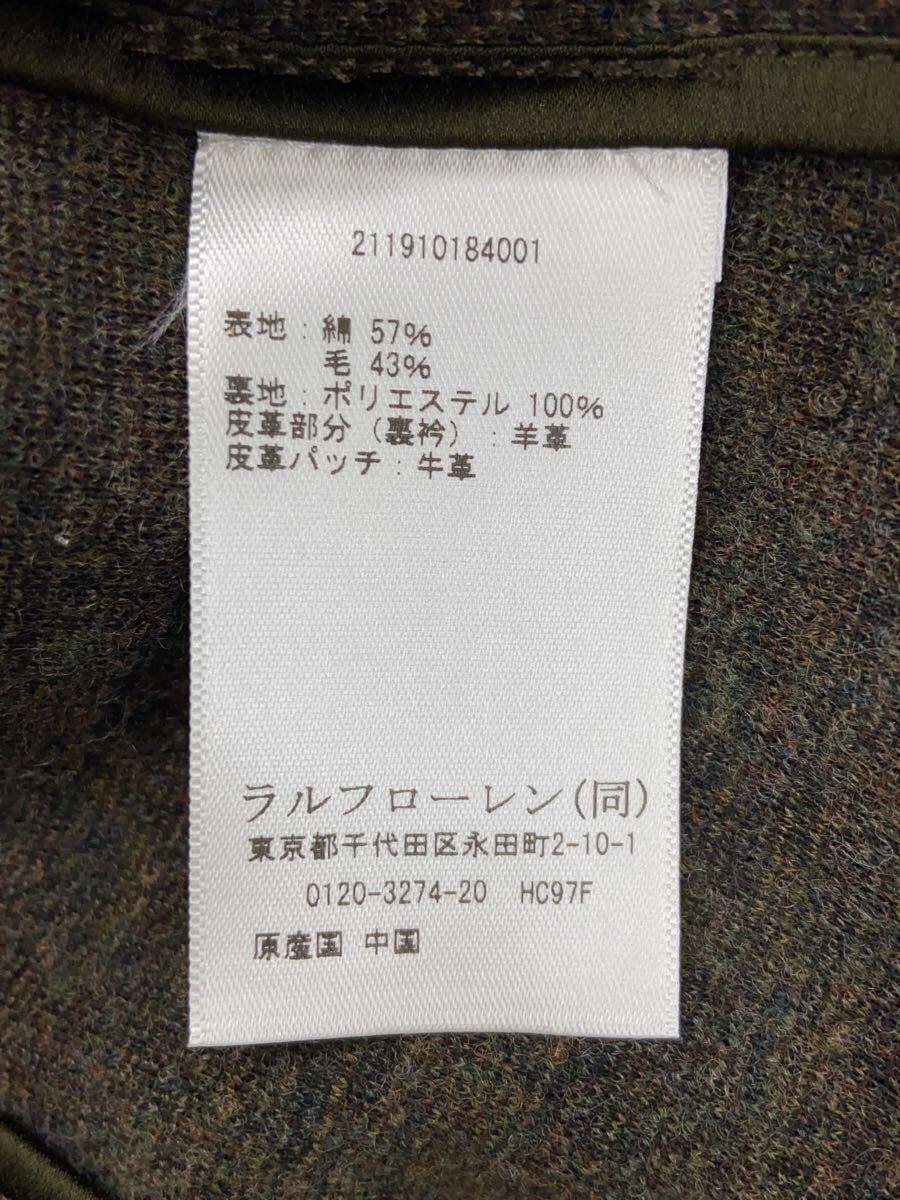 211910184001
表地：綿 57%
毛 43%
裏地：ポリエステル 100%
皮革部分（裏衿）：羊革
皮革パッチ：牛革
ラルフローレン(同)
東京都千代田区永田町2-10-1
0120-3274-20 HC97F
原産国 中国